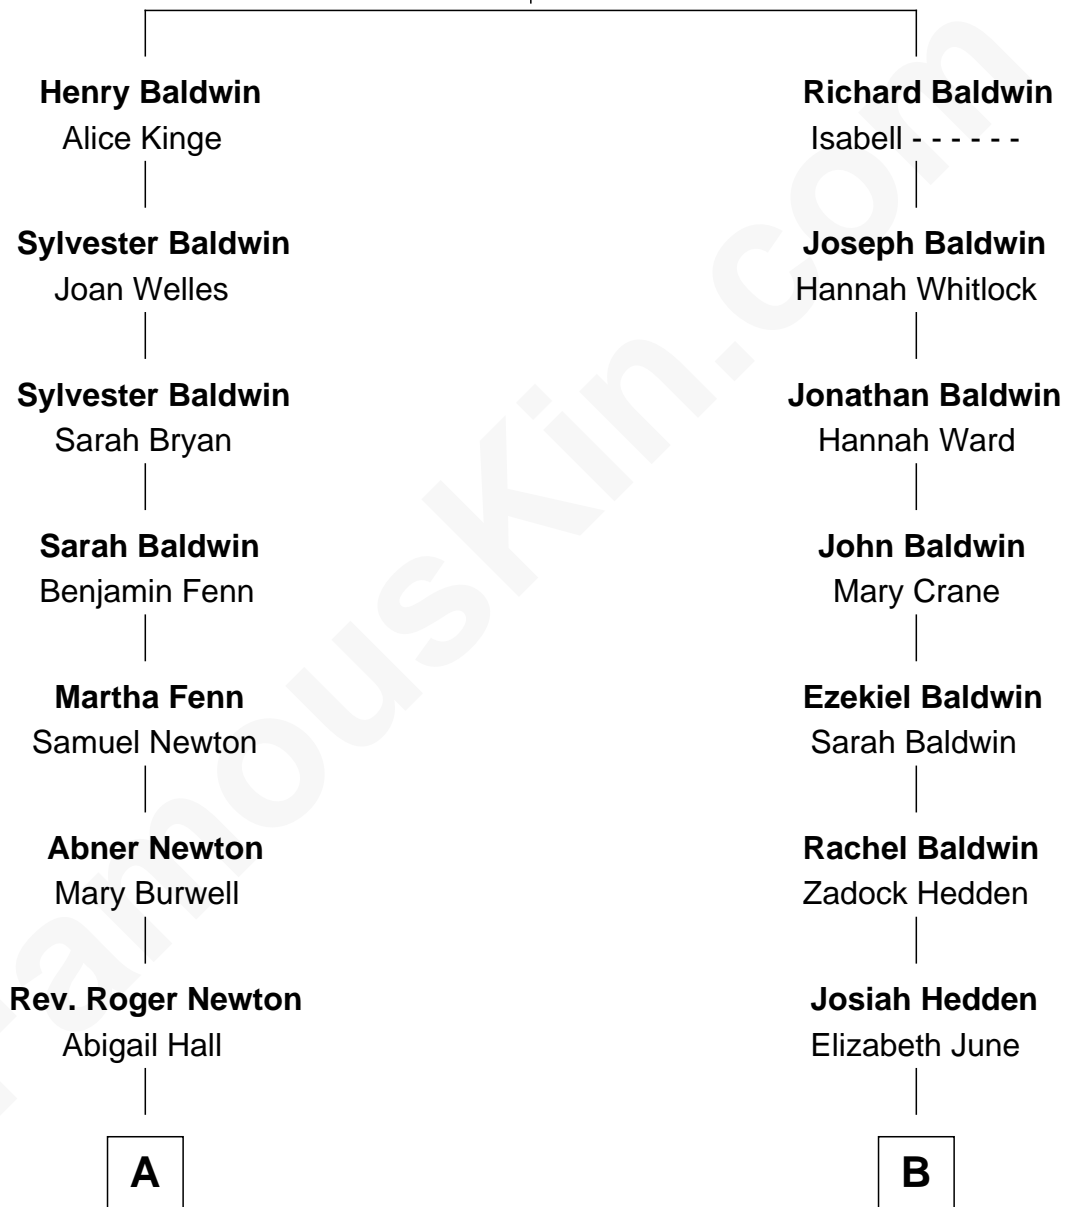 Henry Baldwin
Alice Kinge
Sylvester Baldwin
Joan Welles
Sylvester Baldwin
Sarah Bryan
Sarah Baldwin
Benjamin Fenn
Martha Fenn
Samuel Newton
Abner Newton
Mary Burwell
Rev. Roger Newton
Abigail Hall
A
Richard Baldwin
Isabell - - - - - -
Joseph Baldwin
Hannah Whitlock
Jonathan Baldwin
Hannah Ward
John Baldwin
Mary Crane
Ezekiel Baldwin
Sarah Baldwin
Rachel Baldwin
Zadock Hedden
Josiah Hedden
Elizabeth June
B
FamousKin.com